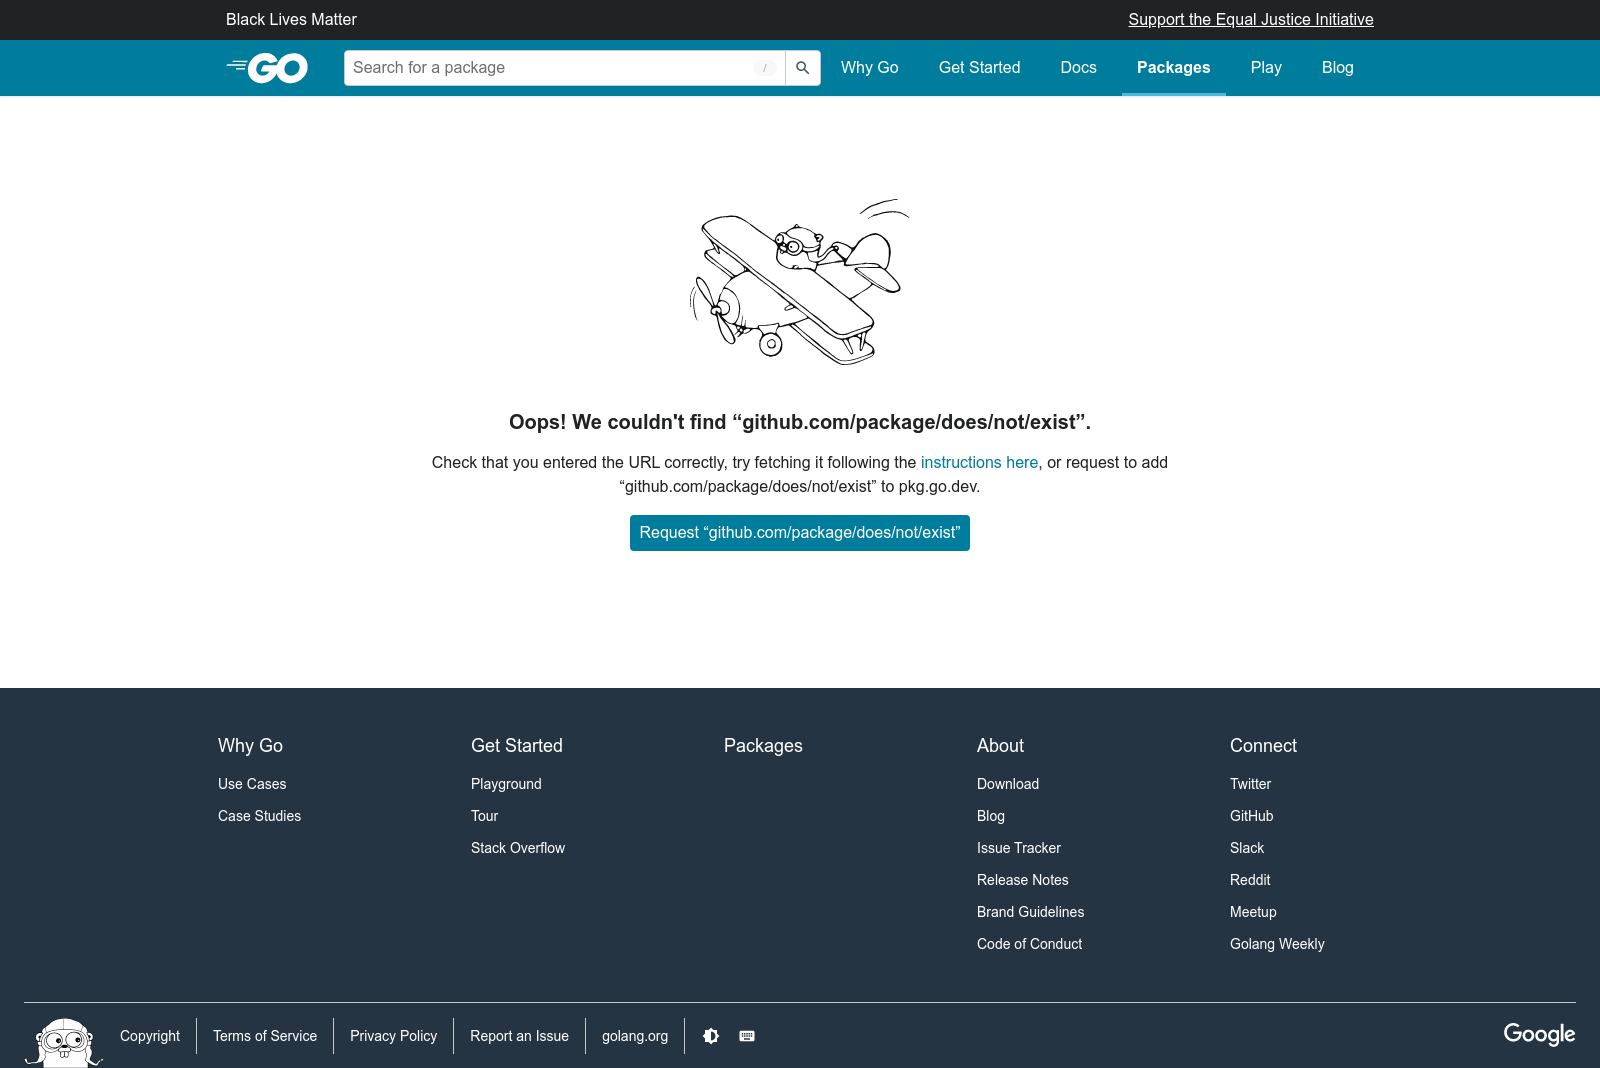 Black Lives Matter
Support the Equal Justice Initiative
GO
Search for a package
/
Why Go
Get Started
Docs
Packages
Play
Blog
Oops! We couldn't find “github.com/package/does/not/exist”.
Check that you entered the URL correctly, try fetching it following the instructions here, or request to add
“github.com/package/does/not/exist” to pkg.go.dev.
Request “github.com/package/does/not/exist”
Why Go
Use Cases
Case Studies
Get Started
Playground
Tour
Stack Overflow
Packages
About
Download
Blog
Issue Tracker
Release Notes
Brand Guidelines
Code of Conduct
Connect
Twitter
GitHub
Slack
Reddit
Meetup
Golang Weekly
Copyright
Terms of Service
Privacy Policy
Report an Issue
golang.org
Google